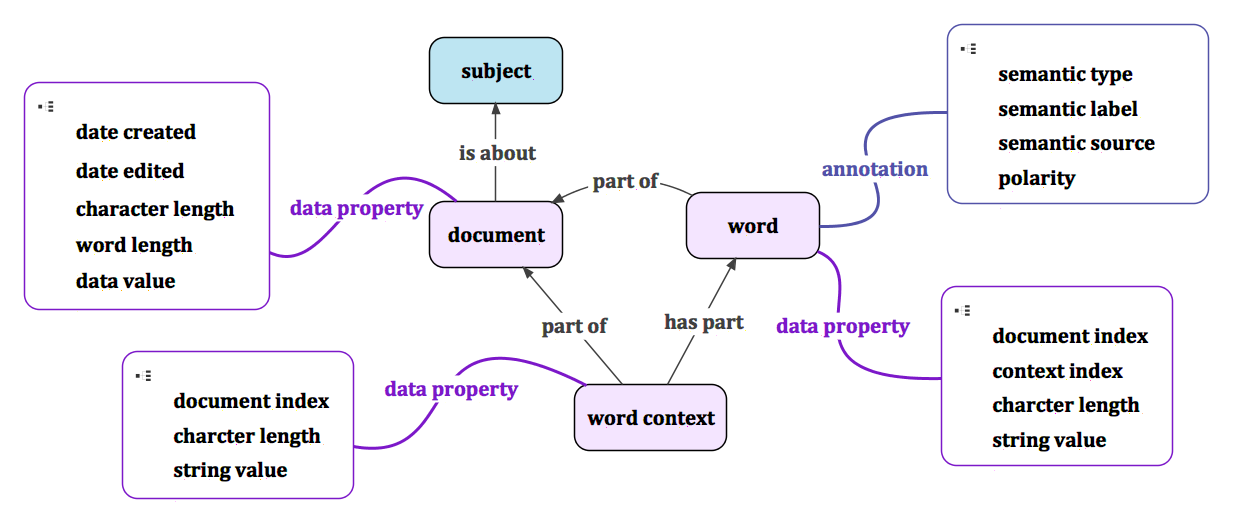 subject
is about
document
part of
word
part of
has part
word context
data property
date created
date edited
character length
word length
data value
data property
document index
charcter length
string value
annotation
semantic type
semantic label
semantic source
polarity
data property
document index
context index
charcter length
string value